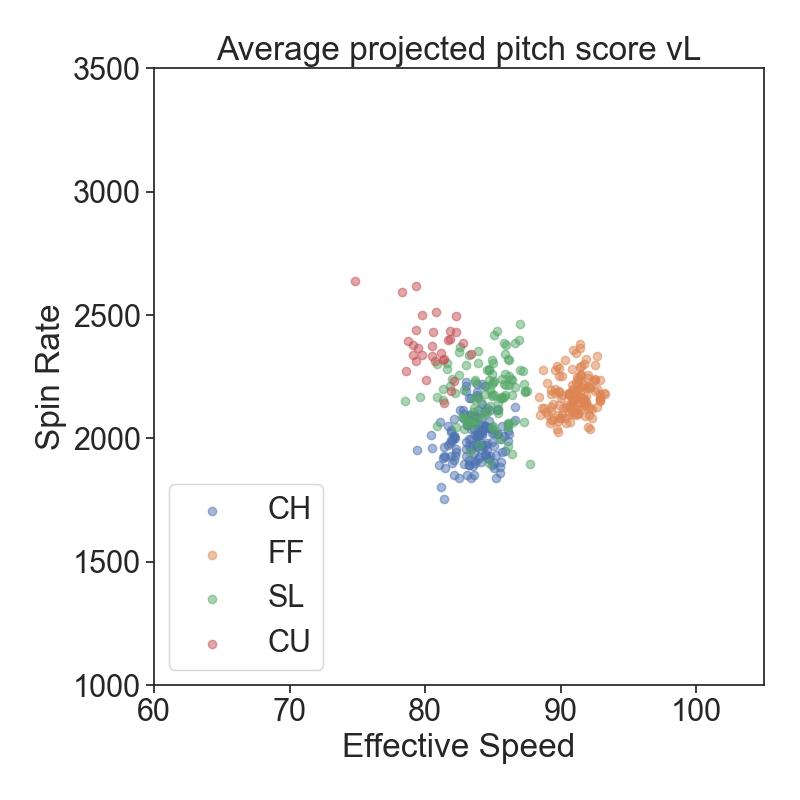 Average projected pitch score vL
3500
3000
2500
2000
1500
1000
Spin Rate
CH
FF
SL
CU
60 70 80 90 100
Effective Speed